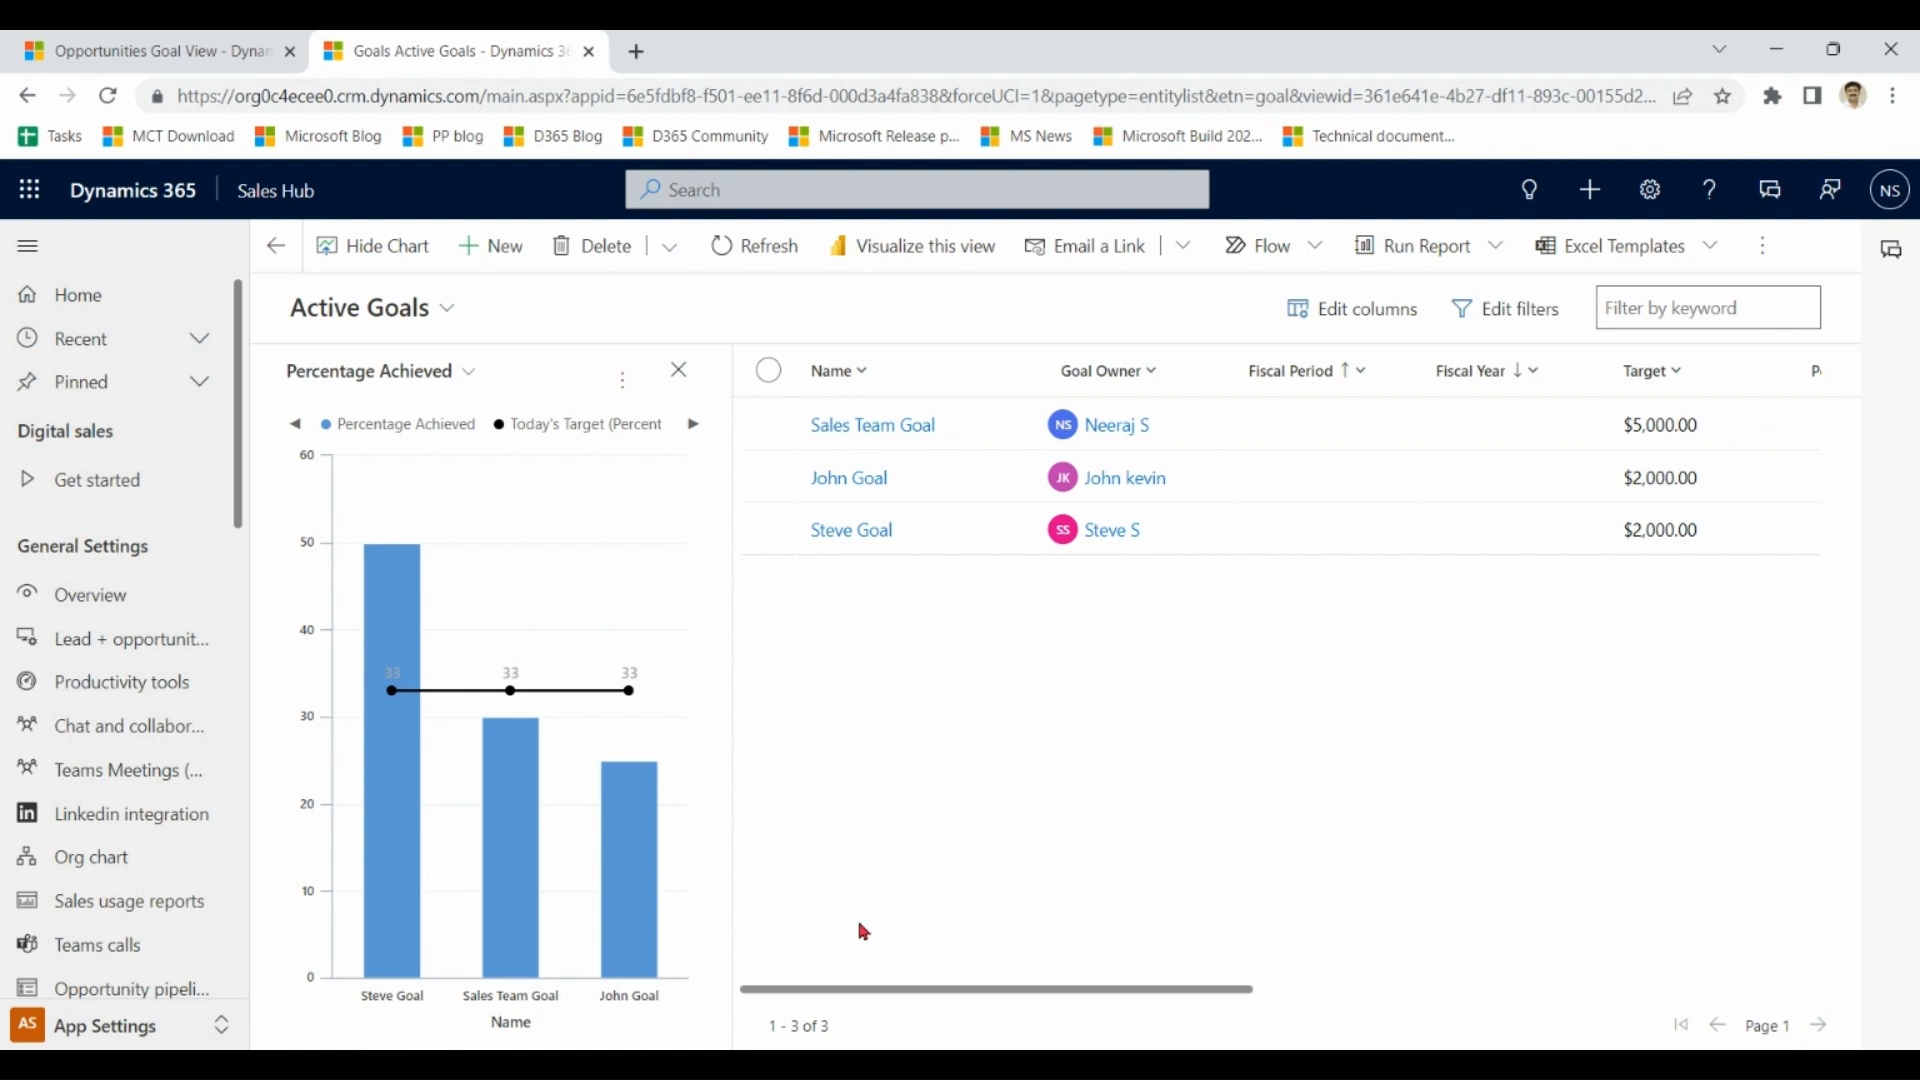 Opportunities Goal View - Dynan
Goals Active Goals - Dynamics 36
https://org0c4ecee0.crm.dynamics.com/main.aspx?appid=6e5fdbf8-f501-ee11-8f6d-000d3a4fa838&forceUCI=1&pagetype=entitylist&etn=goal&viewid=361e641e-4b27-df11-893c-00155d2...
Tasks MCT Download Microsoft Blog PP blog D365 Blog D365 Community Microsoft Release p... MS News Microsoft Build 202... Technical document...
Dynamics 365 Sales Hub Search NS
Hide Chart New Delete Refresh Visualize this view Email a Link Flow Run Report Excel Templates
Home
Recent
Pinned
Digital sales
Get started
General Settings
Overview
Lead + opportunit...
Productivity tools
Chat and collabor...
Teams Meetings (...
Linkedin integration
Org chart
Sales usage reports
Teams calls
Opportunity pipeli...
AS App Settings
Active Goals
Edit columns Edit filters Filter by keyword
Percentage Achieved
Percentage Achieved Today's Target (Percent
60
50
40
30
20
10
0
33 33 33
Steve Goal Sales Team Goal John Goal
Name
Name Goal Owner Fiscal Period Fiscal Year Target
Sales Team Goal NS Neeraj S $5,000.00
John Goal JK John kevin $2,000.00
Steve Goal SS Steve S $2,000.00
1 - 3 of 3
Page 1